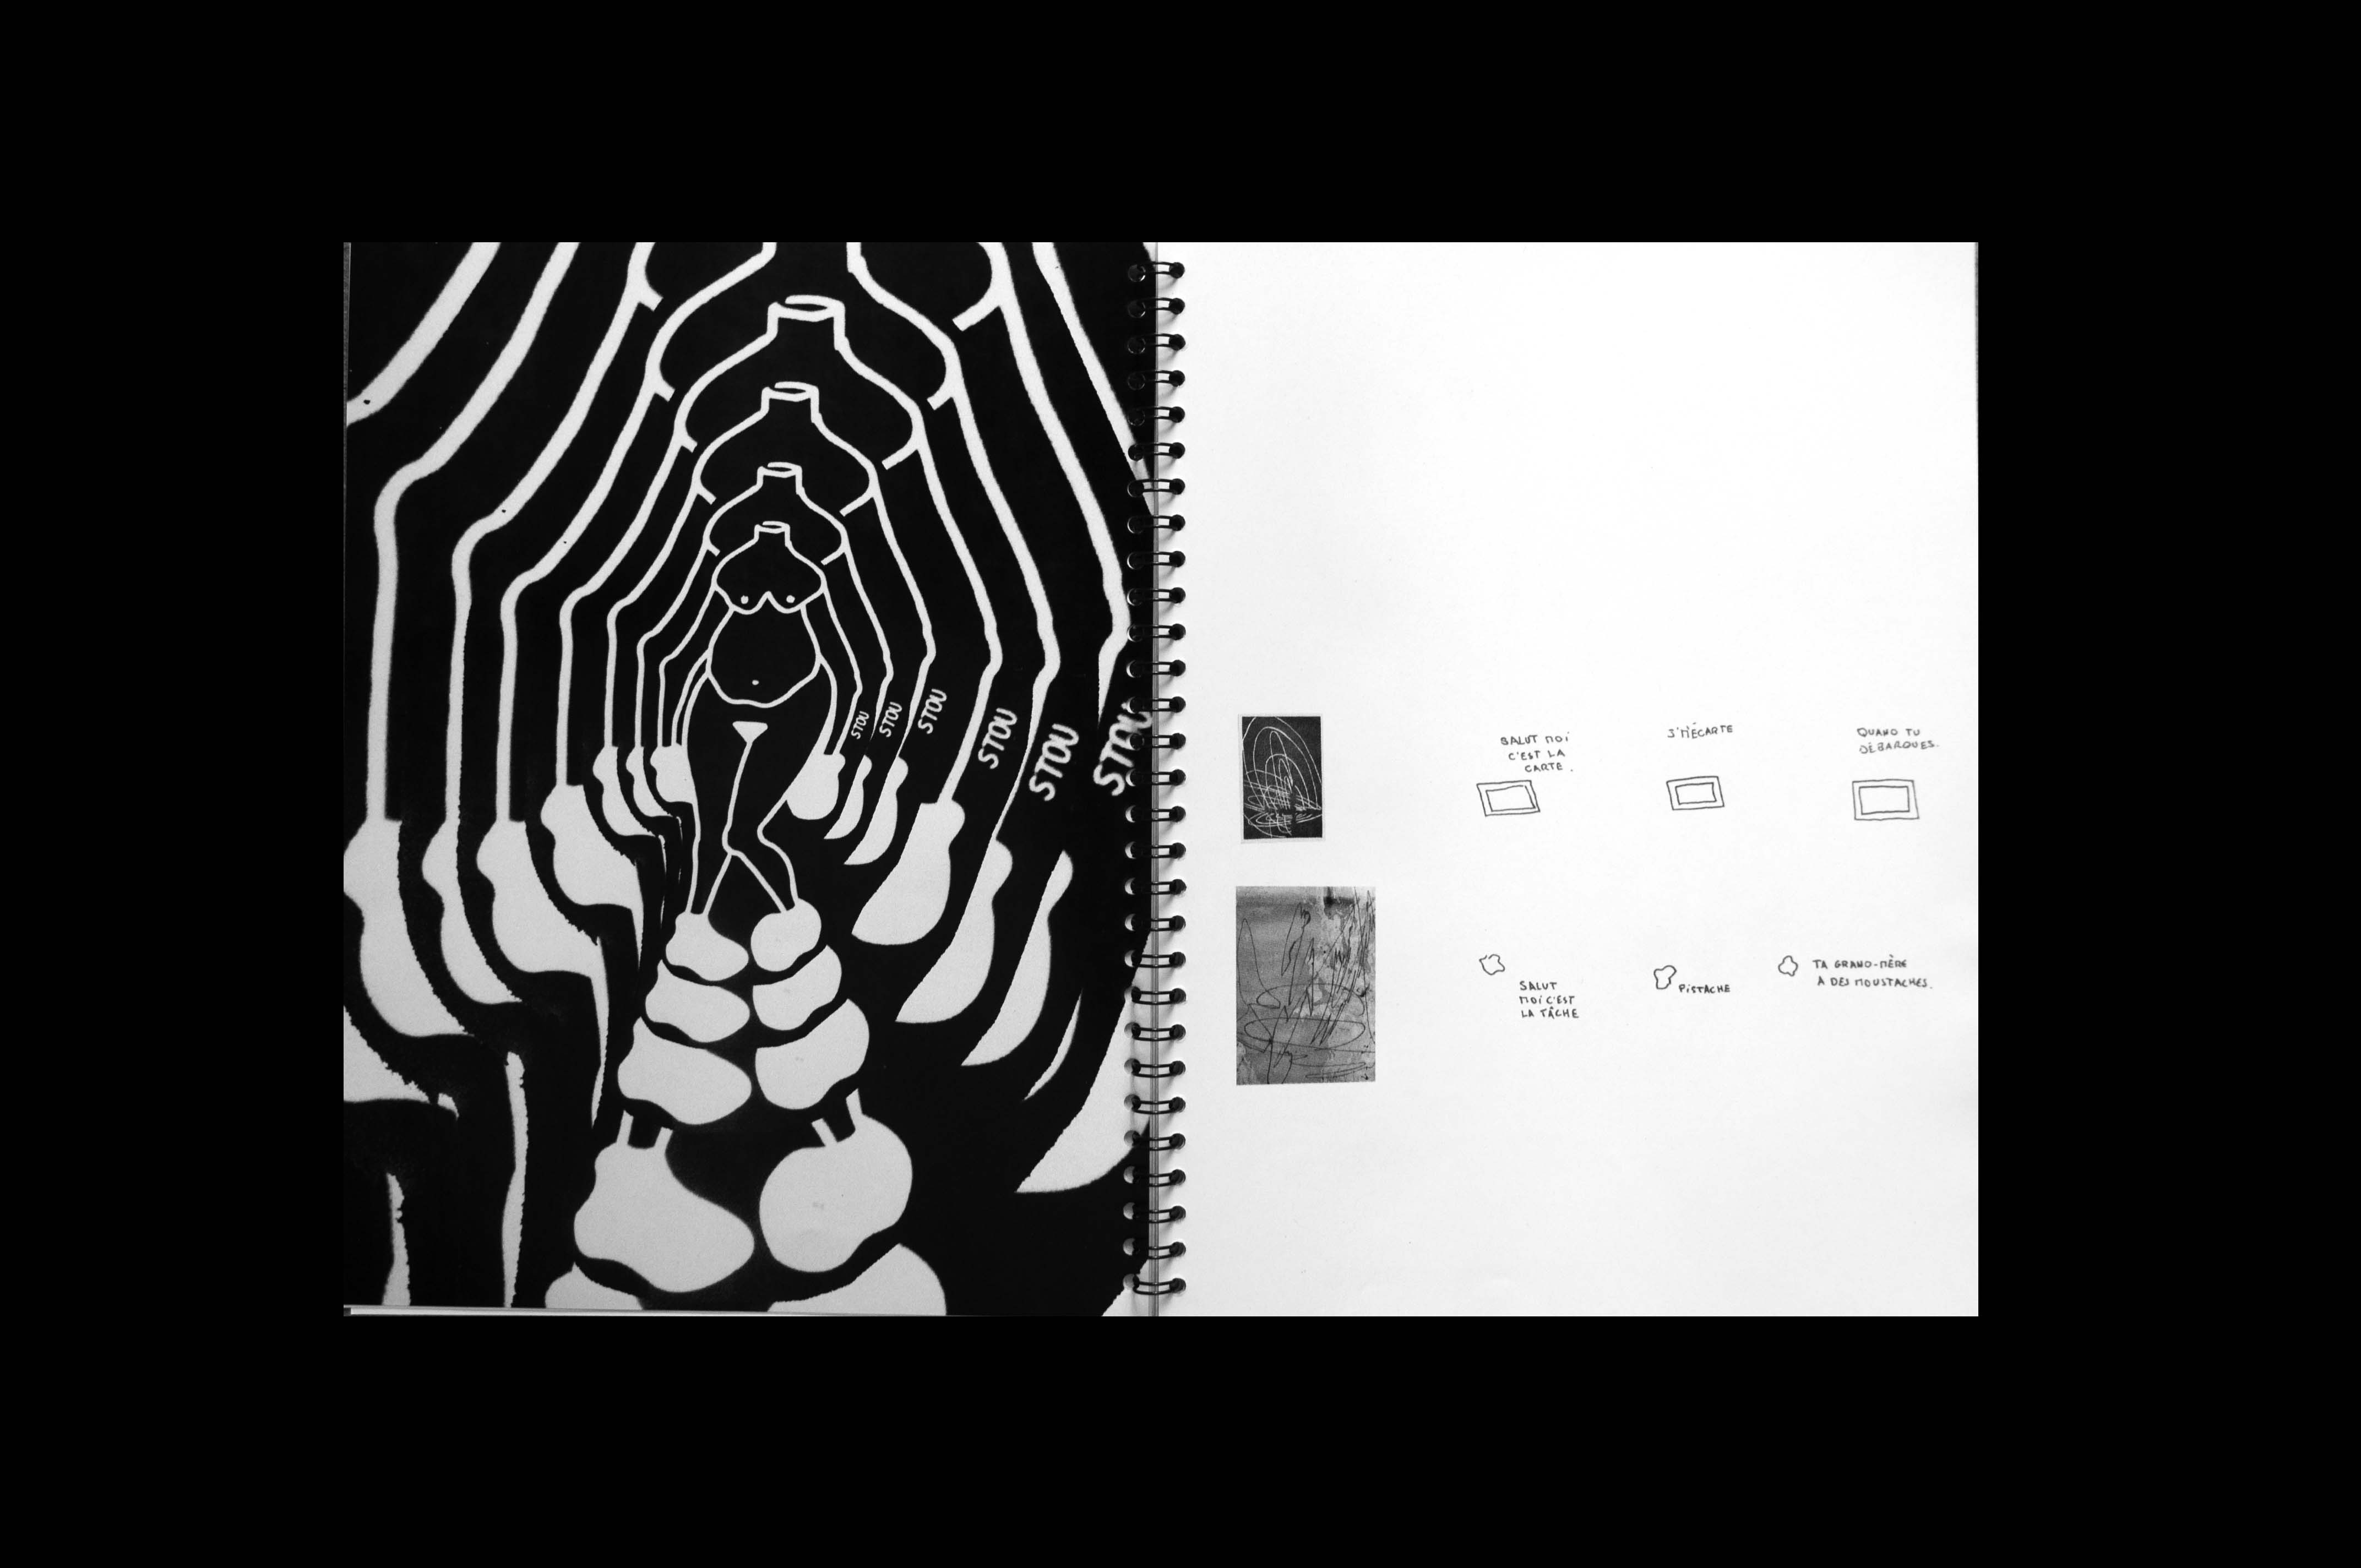 STOU
STOU
STOU
STOU
STOU
STOU
SALUT MOI
C'EST LA
CARTE.
J'MÉCARTE
QUAND TU
DÉBARQUES.
SALUT
MOI C'EST
LA TÂCHE
PISTACHE
TA GRAND-MÈRE
A DES MOUSTACHES.